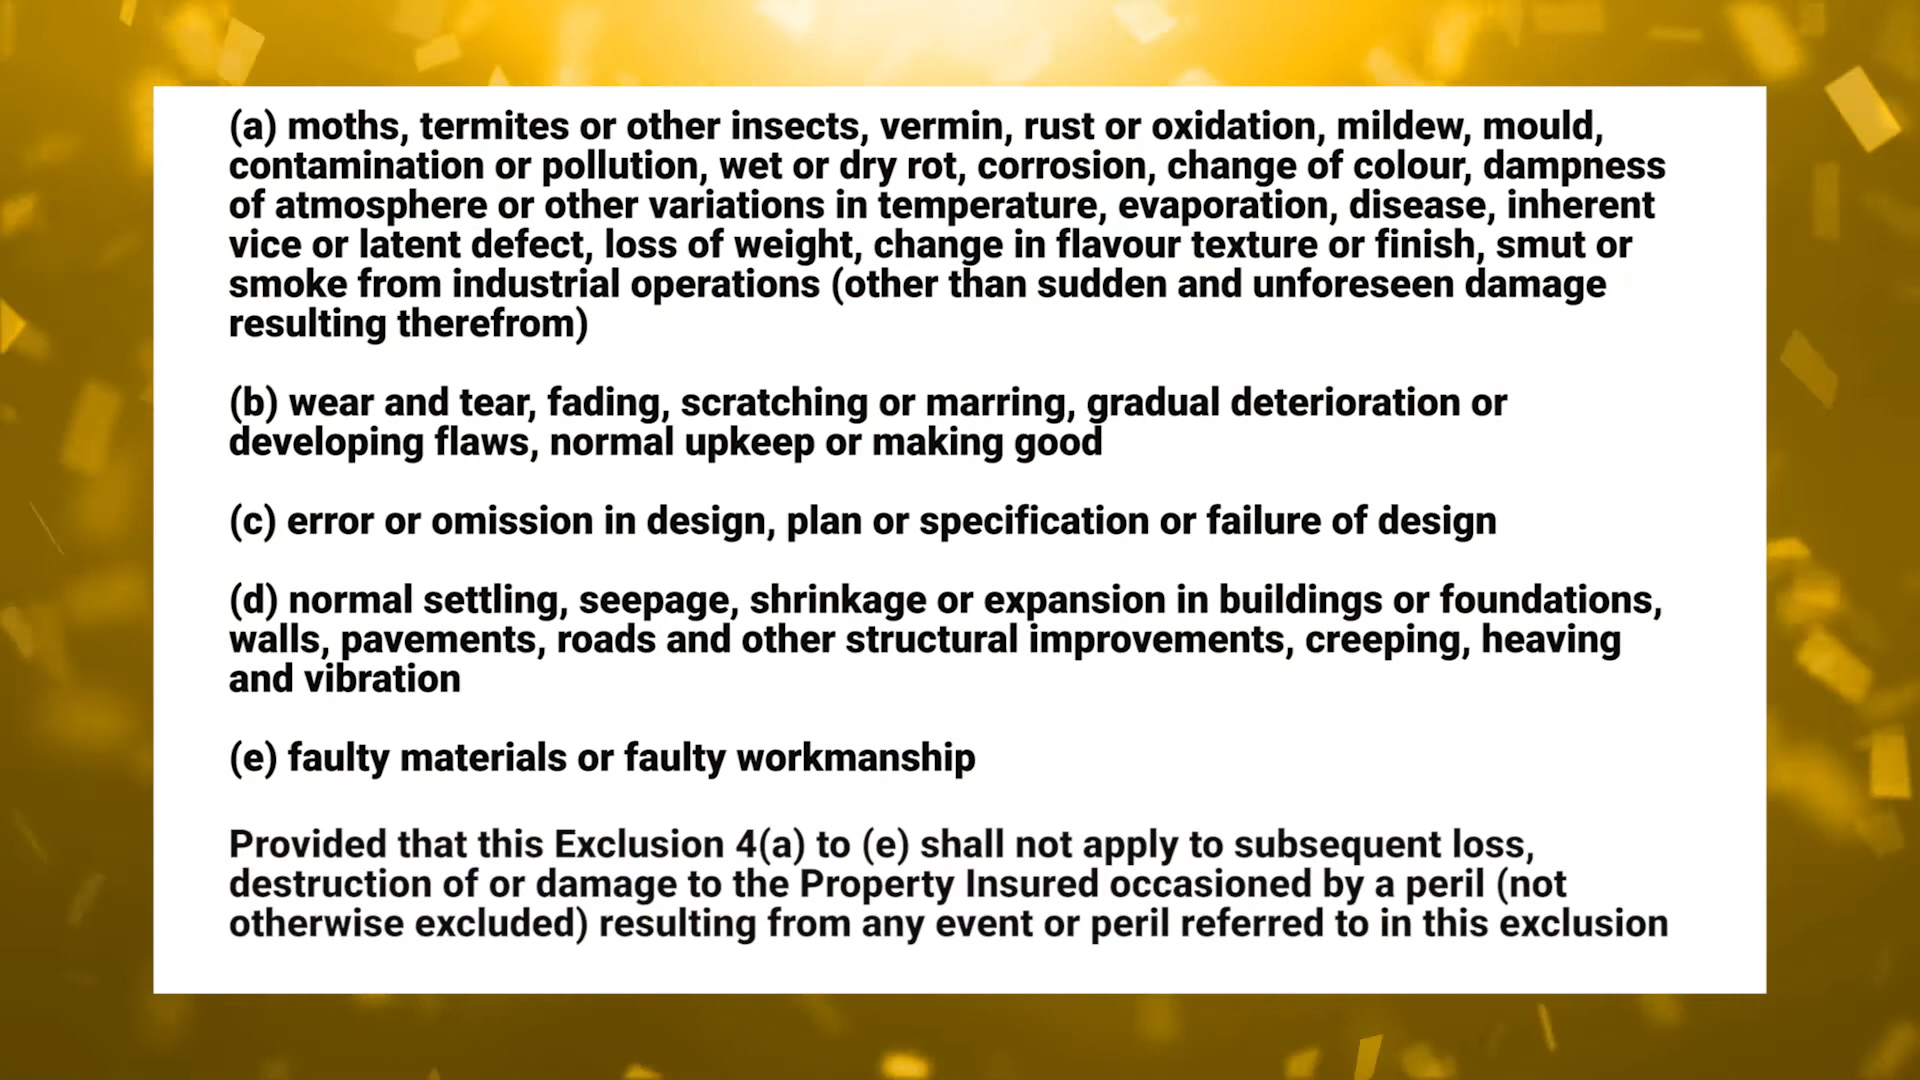 (a) moths, termites or other insects, vermin, rust or oxidation, mildew, mould,
contamination or pollution, wet or dry rot, corrosion, change of colour, dampness
of atmosphere or other variations in temperature, evaporation, disease, inherent
vice or latent defect, loss of weight, change in flavour texture or finish, smut or
smoke from industrial operations (other than sudden and unforeseen damage
resulting therefrom)
(b) wear and tear, fading, scratching or marring, gradual deterioration or
developing flaws, normal upkeep or making good
(c) error or omission in design, plan or specification or failure of design
(d) normal settling, seepage, shrinkage or expansion in buildings or foundations,
walls, pavements, roads and other structural improvements, creeping, heaving
and vibration
(e) faulty materials or faulty workmanship
Provided that this Exclusion 4(a) to (e) shall not apply to subsequent loss,
destruction of or damage to the Property Insured occasioned by a peril (not
otherwise excluded) resulting from any event or peril referred to in this exclusion